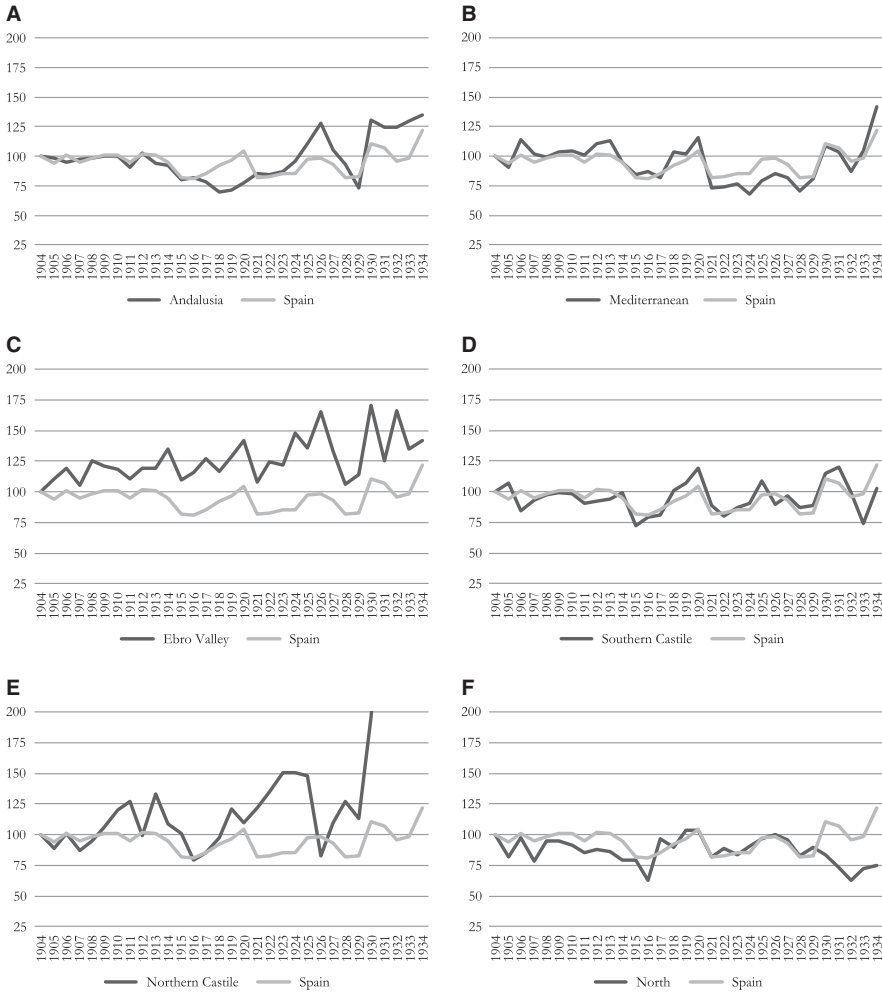 A
200
175
150
125
100
75
50
25
1904 1905 1906 1907 1908 1909 1910 1911 1912 1913 1914 1915 1916 1917 1918 1919 1920 1921 1922 1923 1924 1925 1926 1927 1928 1929 1930 1931 1932 1933 1934
Andalusia Spain
B
200
175
150
125
100
75
50
25
1904 1905 1906 1907 1908 1909 1910 1911 1912 1913 1914 1915 1916 1917 1918 1919 1920 1921 1922 1923 1924 1925 1926 1927 1928 1929 1930 1931 1932 1933 1934
Mediterranean Spain
C
200
175
150
125
100
75
50
25
1904 1905 1906 1907 1908 1909 1910 1911 1912 1913 1914 1915 1916 1917 1918 1919 1920 1921 1922 1923 1924 1925 1926 1927 1928 1929 1930 1931 1932 1933 1934
Ebro Valley Spain
D
200
175
150
125
100
75
50
25
1904 1905 1906 1907 1908 1909 1910 1911 1912 1913 1914 1915 1916 1917 1918 1919 1920 1921 1922 1923 1924 1925 1926 1927 1928 1929 1930 1931 1932 1933 1934
Southern Castile Spain
E
200
175
150
125
100
75
50
25
1904 1905 1906 1907 1908 1909 1910 1911 1912 1913 1914 1915 1916 1917 1918 1919 1920 1921 1922 1923 1924 1925 1926 1927 1928 1929 1930 1931 1932 1933 1934
Northern Castile Spain
F
200
175
150
125
100
75
50
25
1904 1905 1906 1907 1908 1909 1910 1911 1912 1913 1914 1915 1916 1917 1918 1919 1920 1921 1922 1923 1924 1925 1926 1927 1928 1929 1930 1931 1932 1933 1934
North Spain